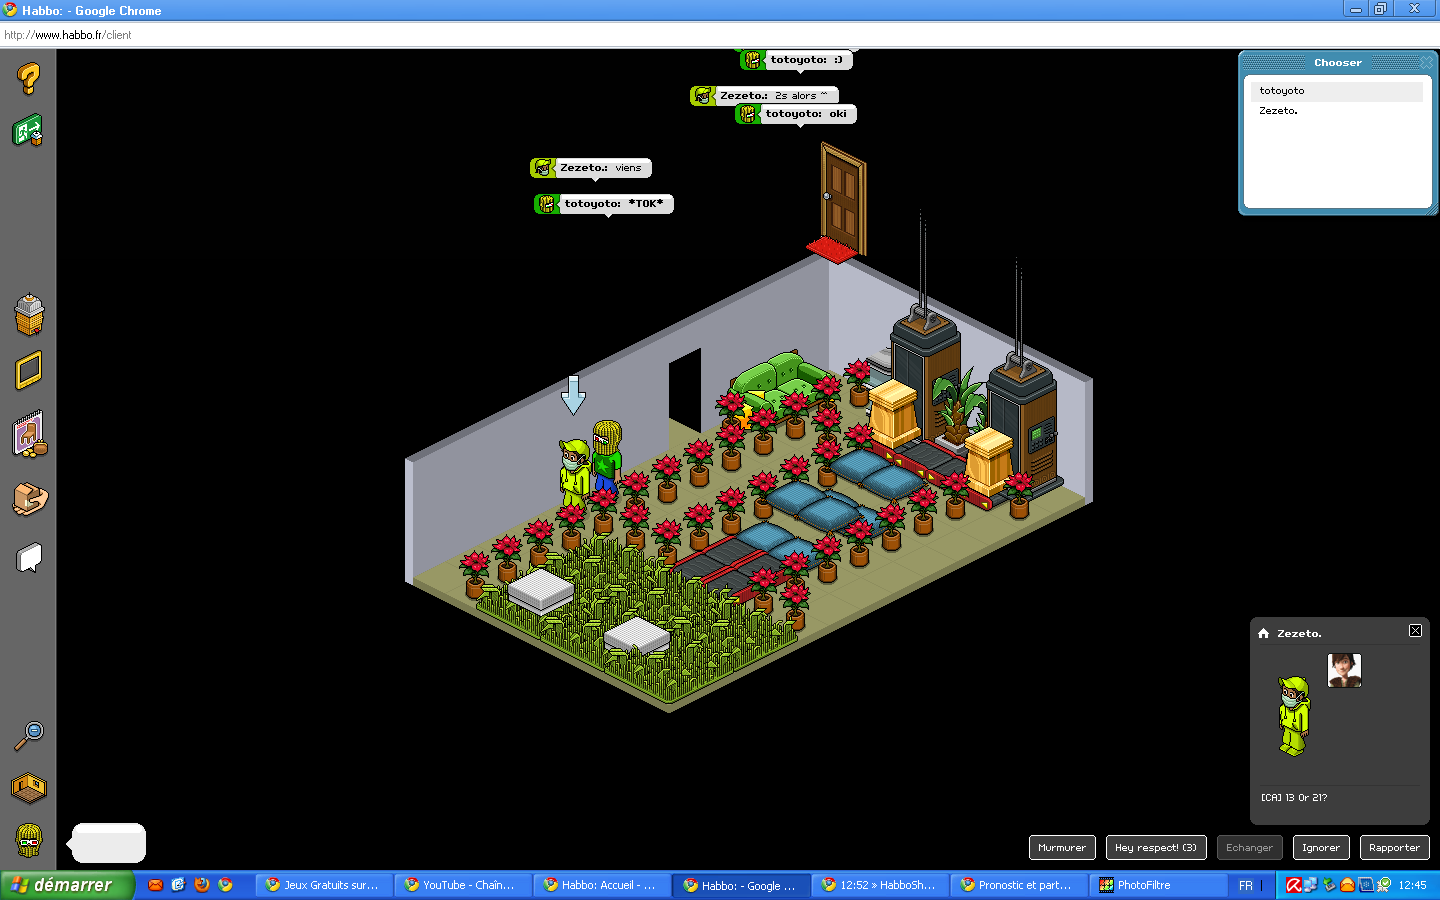 Habbo: - Google Chrome
http://www.habbo.fr/client
totoyoto: :)
Zezeto.: 2s alors ^
totoyoto: oki
Zezeto.: viens
totoyoto: *TOK*
Chooser
totoyoto
Zezeto.
Zezeto.
[CA] 13 Or 21?
Murmurer
Hey respect! (3)
Echanger
Ignorer
Rapporter
démarrer
Jeux Gratuits sur...
YouTube - Chaîn...
Habbo: Accueil - ...
Habbo: - Google ...
12:52 » HabboSh...
Pronostic et part...
PhotoFiltre
FR
12:45